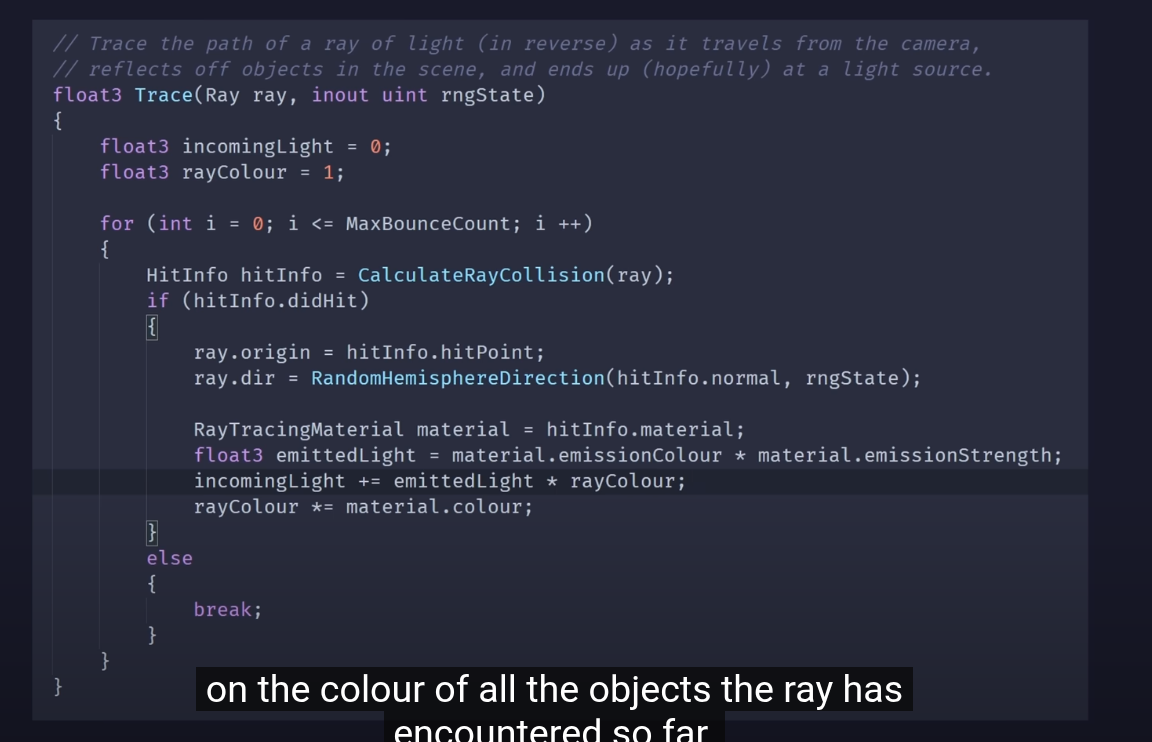 // Trace the path of a ray of light (in reverse) as it travels from the camera,
// reflects off objects in the scene, and ends up (hopefully) at a light source.
float3 Trace(Ray ray, inout uint rngState)
{
    float3 incomingLight = 0;
    float3 rayColour = 1;

    for (int i = 0; i <= MaxBounceCount; i ++)
    {
        HitInfo hitInfo = CalculateRayCollision(ray);
        if (hitInfo.didHit)
        {
            ray.origin = hitInfo.hitPoint;
            ray.dir = RandomHemisphereDirection(hitInfo.normal, rngState);

            RayTracingMaterial material = hitInfo.material;
            float3 emittedLight = material.emissionColour * material.emissionStrength;
            incomingLight += emittedLight * rayColour;
            rayColour *= material.colour;
        }
        else
        {
            break;
        }
    }
}
on the colour of all the objects the ray has
encountered so far